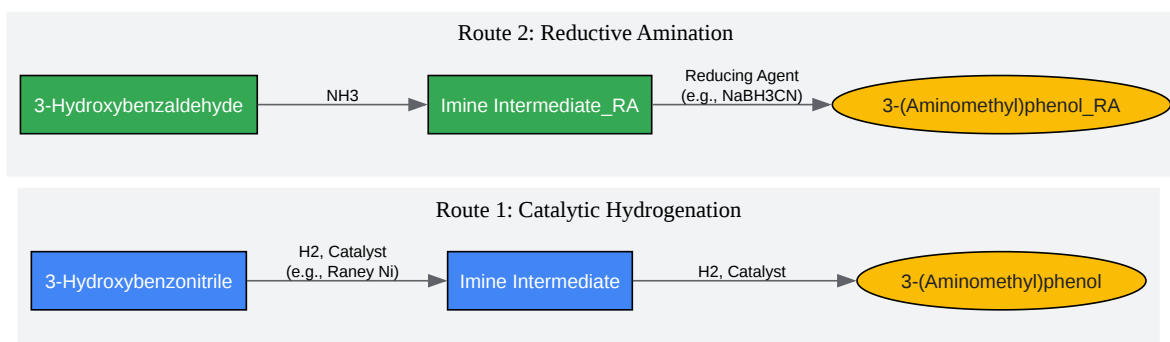 Route 2: Reductive Amination
3-Hydroxybenzaldehyde
NH3
Imine Intermediate_RA
Reducing Agent
(e.g., NaBH3CN)
3-(Aminomethyl)phenol_RA
Route 1: Catalytic Hydrogenation
3-Hydroxybenzonitrile
H2, Catalyst
(e.g., Raney Ni)
Imine Intermediate
H2, Catalyst
3-(Aminomethyl)phenol